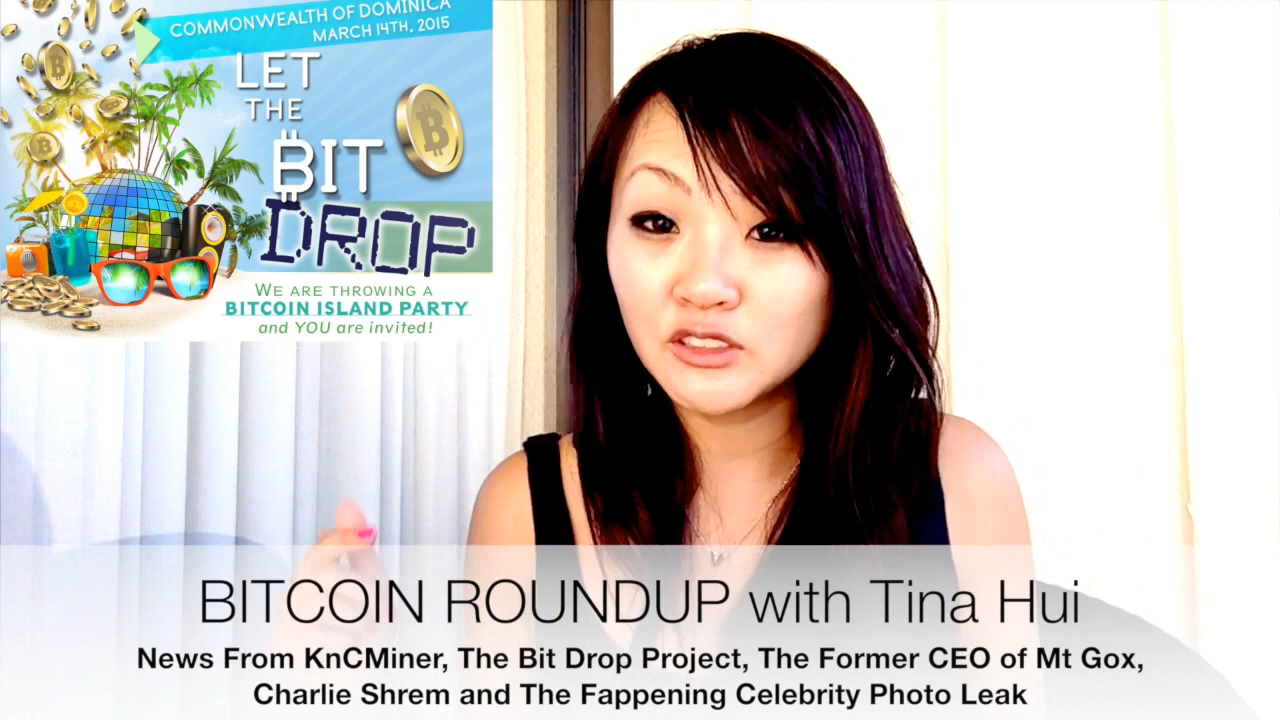 COMMONWEALTH OF DOMINICA
MARCH 14TH, 2015
LET
THE
BIT
DROP
WE ARE THROWING A
BITCOIN ISLAND PARTY
and YOU are invited!
BITCOIN ROUNDUP with Tina Hui
News From KnCMiner, The Bit Drop Project, The Former CEO of Mt Gox,
Charlie Shrem and The Fappening Celebrity Photo Leak